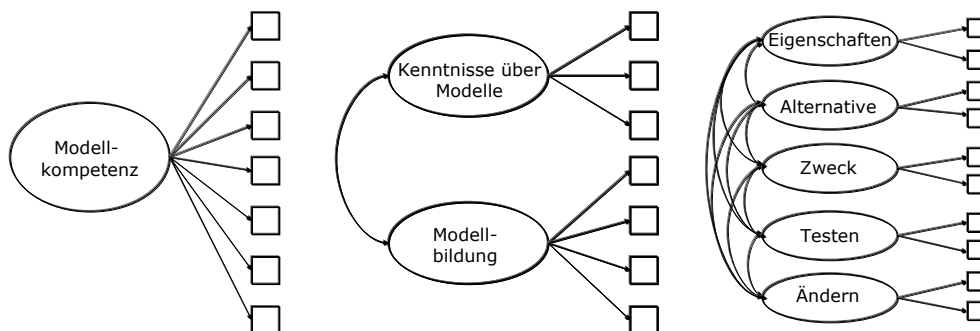 Modell-
kompetenz
Kenntnisse über
Modelle
Modell-
bildung
Eigenschaften
Alternative
Zweck
Testen
Ändern